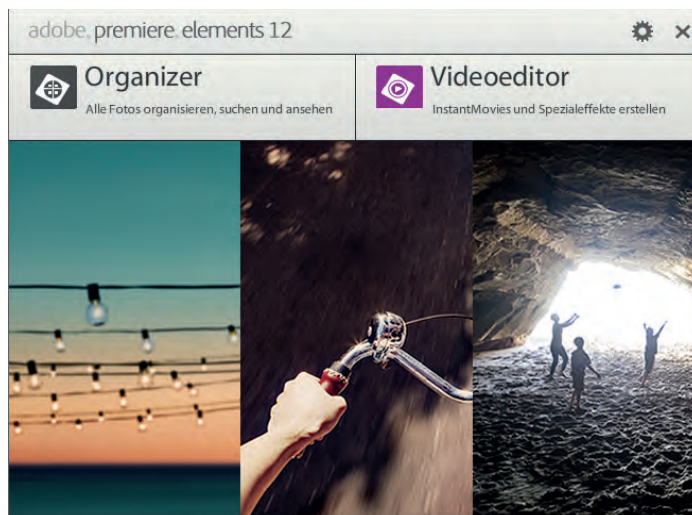 adobe® premiere® elements 12
Organizer
Alle Fotos organisieren, suchen und ansehen
Videoeditor
InstantMovies und Spezialeffekte erstellen